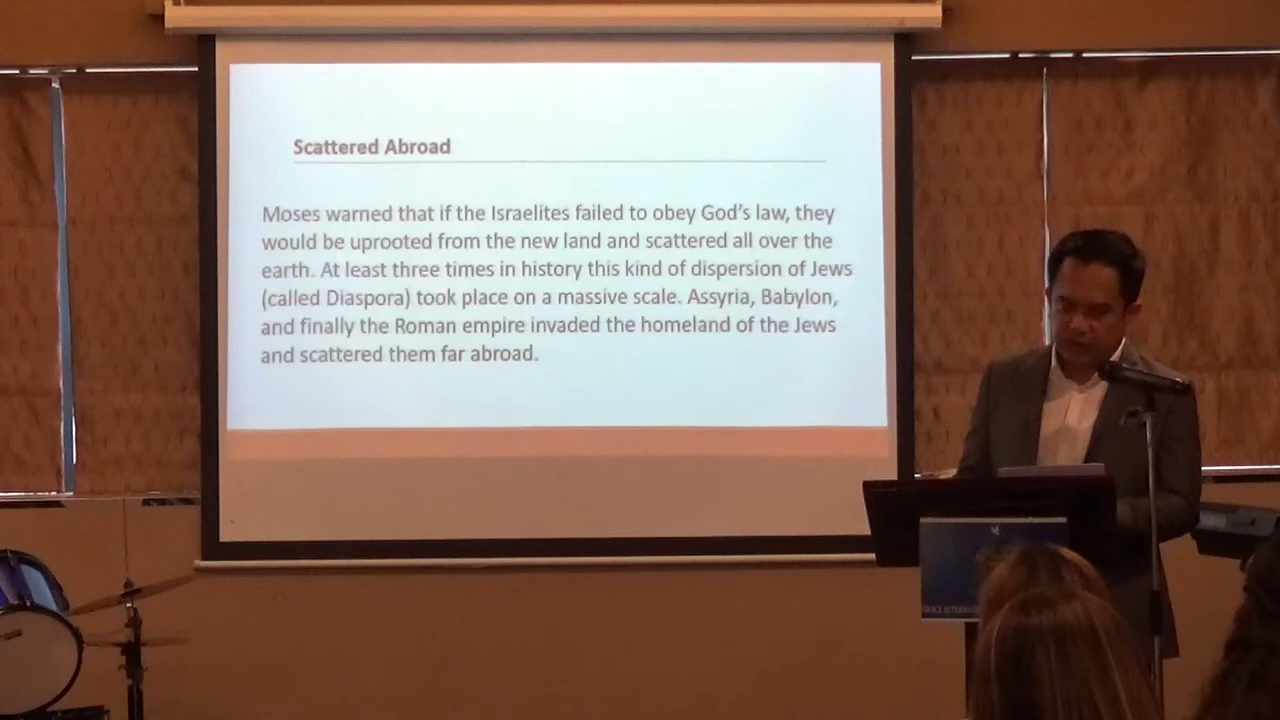 Scattered Abroad
Moses warned that if the Israelites failed to obey God's law, they
would be uprooted from the new land and scattered all over the
earth. At least three times in history this kind of dispersion of Jews
(called Diaspora) took place on a massive scale. Assyria, Babylon,
and finally the Roman empire invaded the homeland of the Jews
and scattered them far abroad.